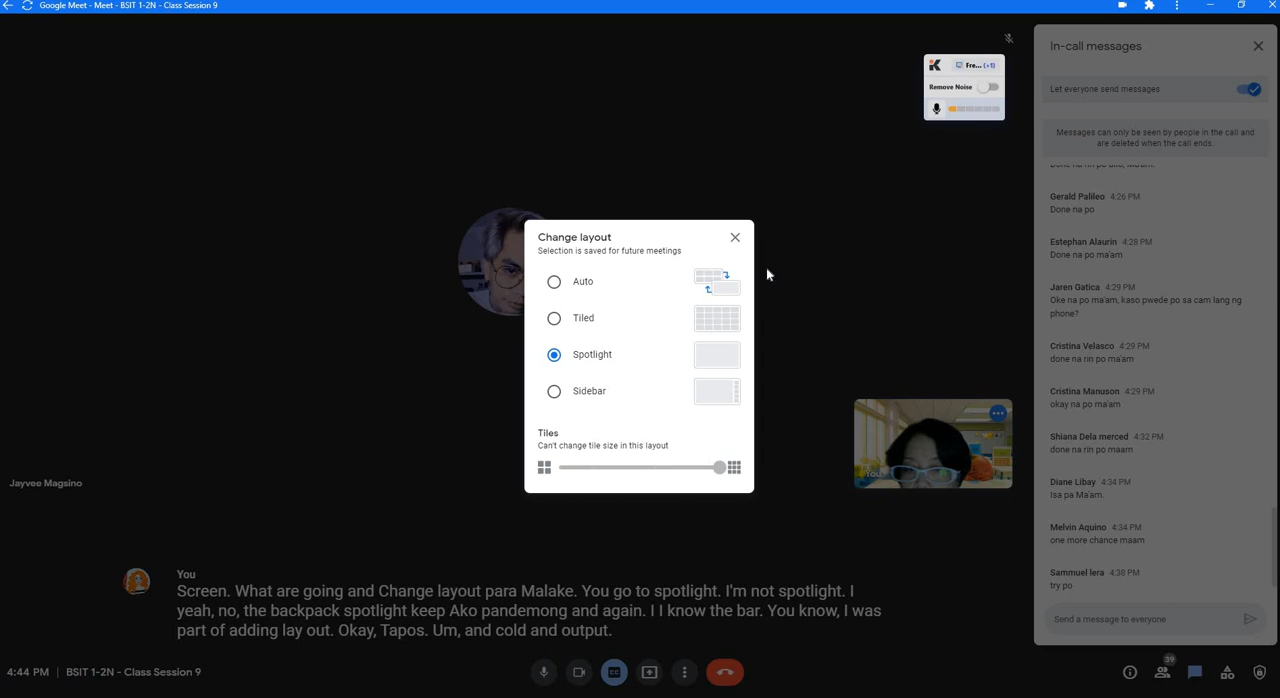 Google Meet - Meet - BSIT 1-2N - Class Session 9
In-call messages
Fre... (+1)
Remove Noise
Let everyone send messages
Messages can only be seen by people in the call and
are deleted when the call ends.
Gerald Palileo 4:26 PM
Done na po
Estephan Alaurin 4:28 PM
Done na po ma'am
Jaren Gatica 4:29 PM
Oke na po ma'am, kaso pwede po sa cam lang ng
phone?
Cristina Velasco 4:29 PM
done na rin po ma'am
Cristina Manuson 4:29 PM
okay na po ma'am
Shiana Dela merced 4:32 PM
done na rin po maam
Diane Libay 4:34 PM
Isa pa Ma'am.
Melvin Aquino 4:34 PM
one more chance maam
Sammuel lera 4:38 PM
try po
Send a message to everyone
Change layout
Selection is saved for future meetings
Auto
Tiled
Spotlight
Sidebar
Tiles
Can't change tile size in this layout
You
Jayvee Magsino
You
Screen. What are going and Change layout para Malake. You go to spotlight. I'm not spotlight. I
yeah, no, the backpack spotlight keep Ako pandemong and again. I I know the bar. You know, I was
part of adding lay out. Okay, Tapos. Um, and cold and output.
4:44 PM | BSIT 1-2N - Class Session 9
CC
39